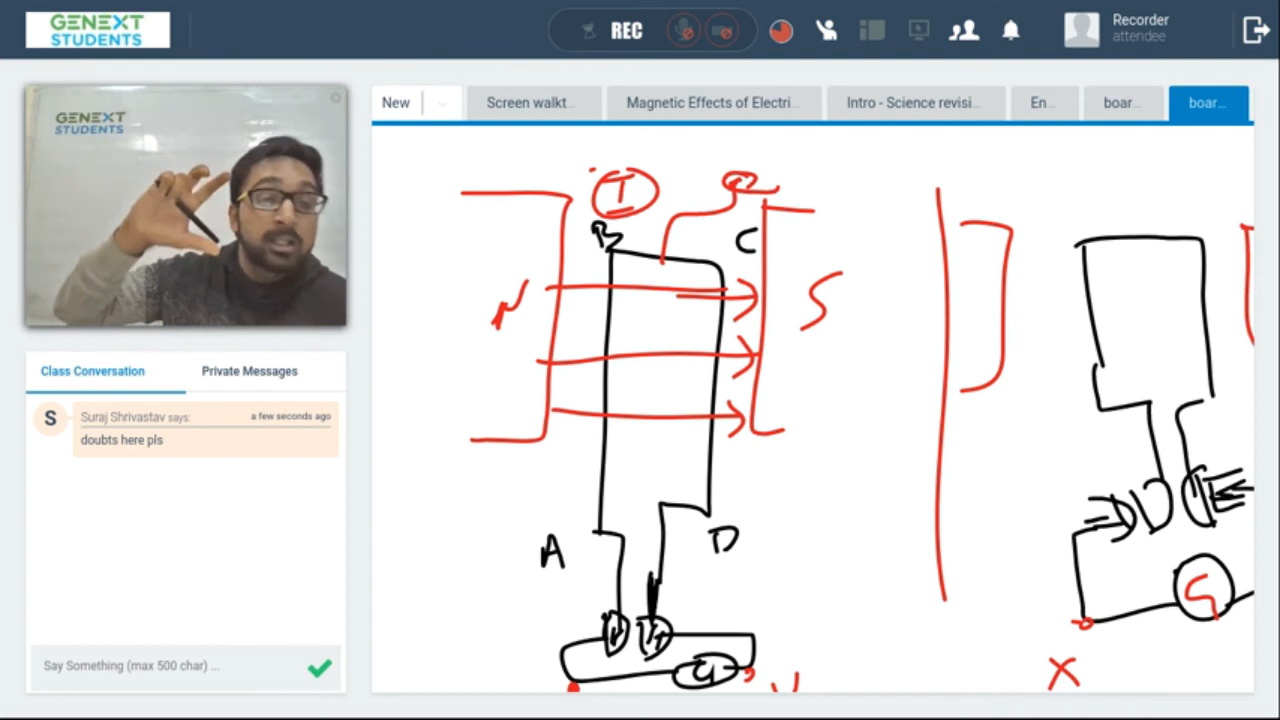 GENEXT
STUDENTS
REC
Recorder
attendee
GENEXT
STUDENTS
New
Screen walkt...
Magnetic Effects of Electri...
Intro - Science revisi...
En...
boar...
boar...
Class Conversation
Private Messages
S
Suraj Shrivastav says:
a few seconds ago
doubts here pls
Say Something (max 500 char) ...
I
B
C
N
S
A
D
G
G
X